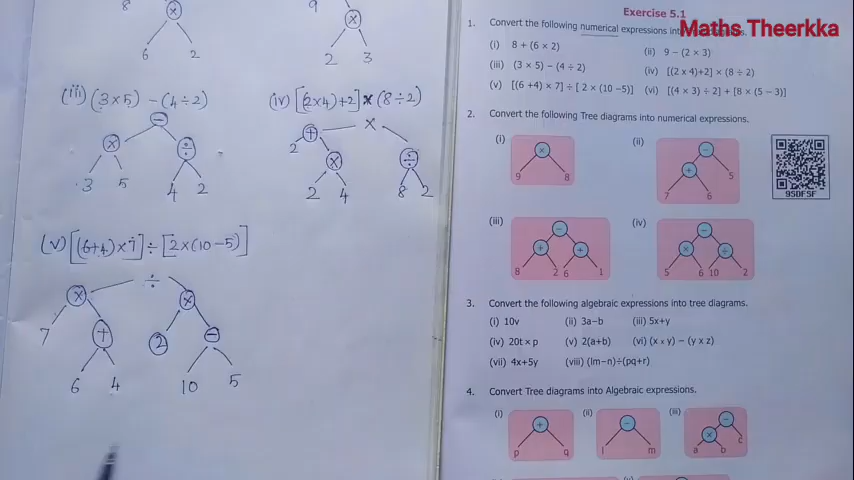 8
×
6 2
9
×
2 3
(iii) (3×5) − (4÷2)
−
× ÷
3 5 4 2
(iv) [(2×4)+2] × (8÷2)
×
+
2 × ÷
2 4 8 2
(v) [(6+4)×7] ÷ [2×(10−5)]
÷
× ×
7 + 2 −
6 4 10 5
Exercise 5.1
Maths Theerkka
1. Convert the following numerical expressions into
(i) 8 + (6 × 2) (ii) 9 − (2 × 3)
(iii) (3 × 5) − (4 ÷ 2) (iv) [(2 × 4)+2] × (8 ÷ 2)
(v) [(6 +4) × 7] ÷ [ 2 × (10 −5)] (vi) [(4 × 3) ÷ 2] + [8 × (5 − 3)]
2. Convert the following Tree diagrams into numerical expressions.
(i) (ii)
×
9 8
−
+ 5
7 6
9SDFSF
(iii) (iv)
−
+ +
8 2 6 1
−
× ÷
5 6 10 2
3. Convert the following algebraic expressions into tree diagrams.
(i) 10v (ii) 3a−b (iii) 5x+y
(iv) 20t × p (v) 2(a+b) (vi) (x × y) − (y × z)
(vii) 4x+5y (viii) (lm−n)÷(pq+r)
4. Convert Tree diagrams into Algebraic expressions.
(i) (ii) (iii)
+
p q
−
l m
−
× c
a b